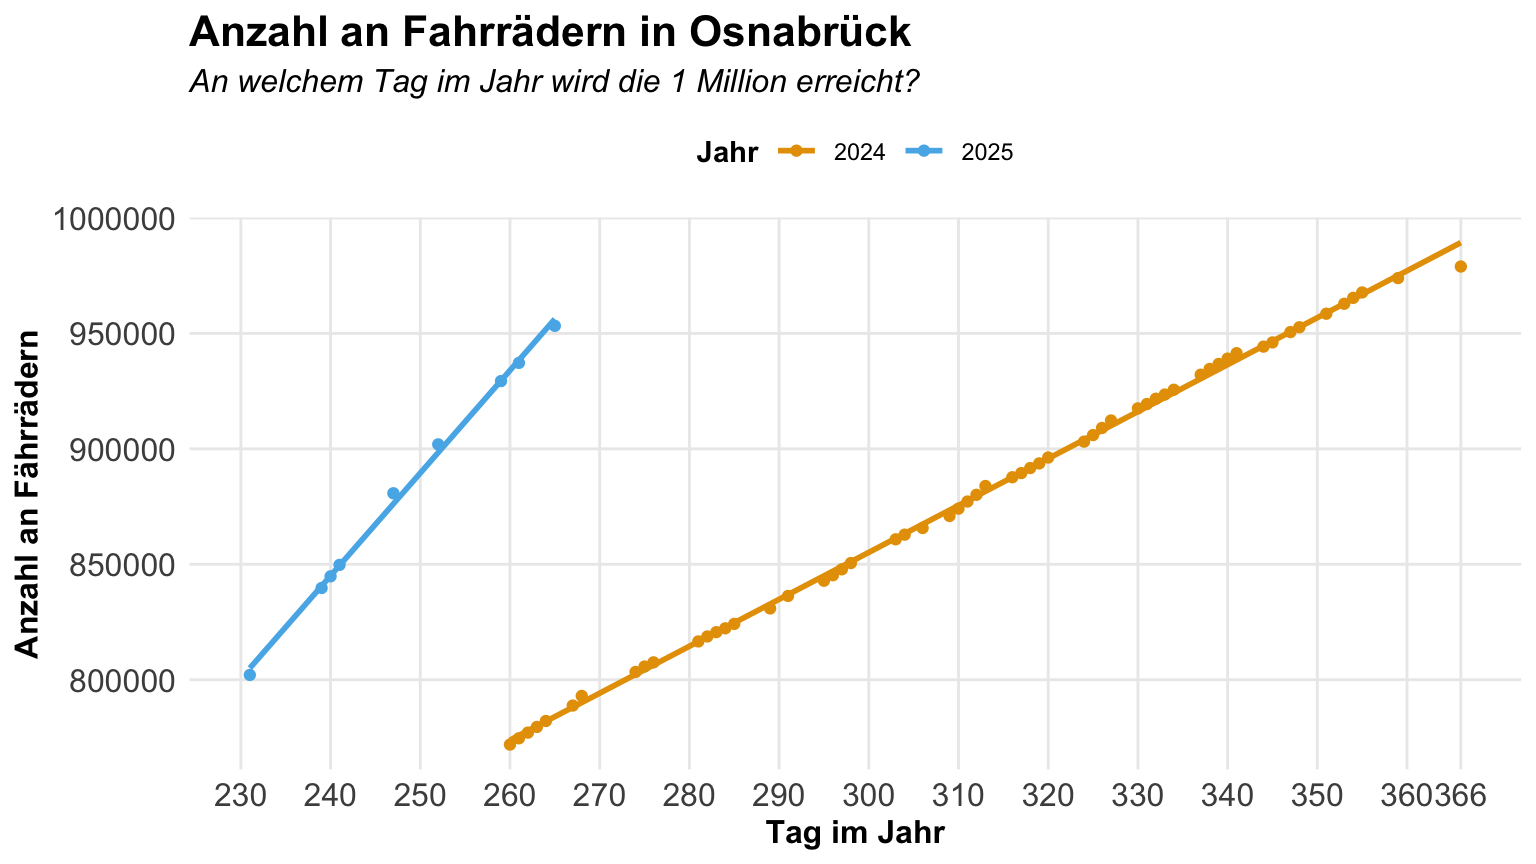 Anzahl an Fahrrädern in Osnabrück
An welchem Tag im Jahr wird die 1 Million erreicht?
Jahr 2024 2025
1000000
950000
900000
850000
800000
Anzahl an Fährrädern
230 240 250 260 270 280 290 300 310 320 330 340 350 360 366
Tag im Jahr